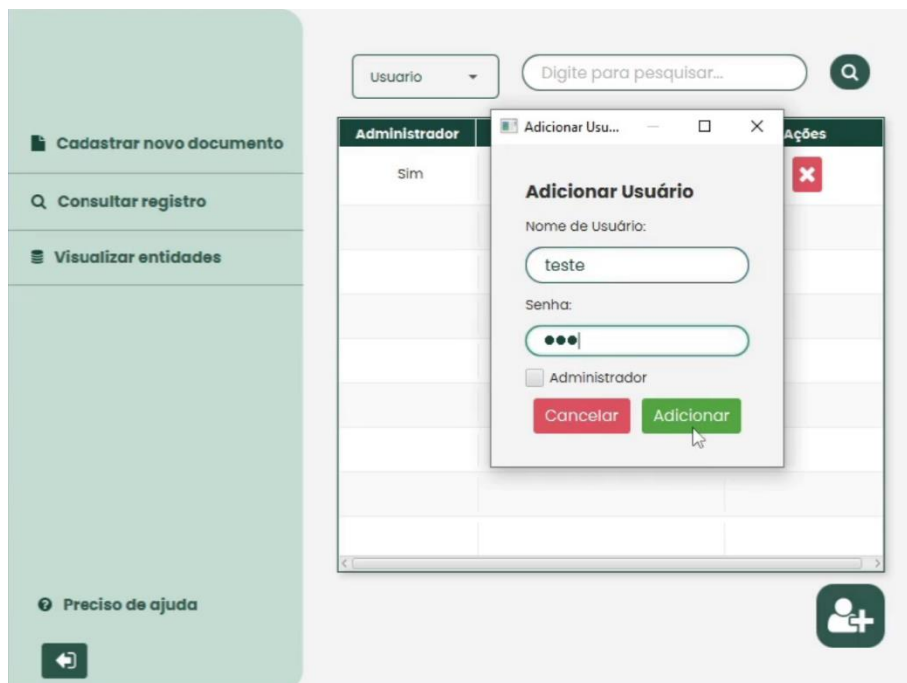 Cadastrar novo documento
Consultar registro
Visualizar entidades
Preciso de ajuda
Usuario
Digite para pesquisar...
Administrador
Ações
Sim
Adicionar Usu...
Adicionar Usuário
Nome de Usuário:
teste
Senha:
●●●
Administrador
Cancelar
Adicionar